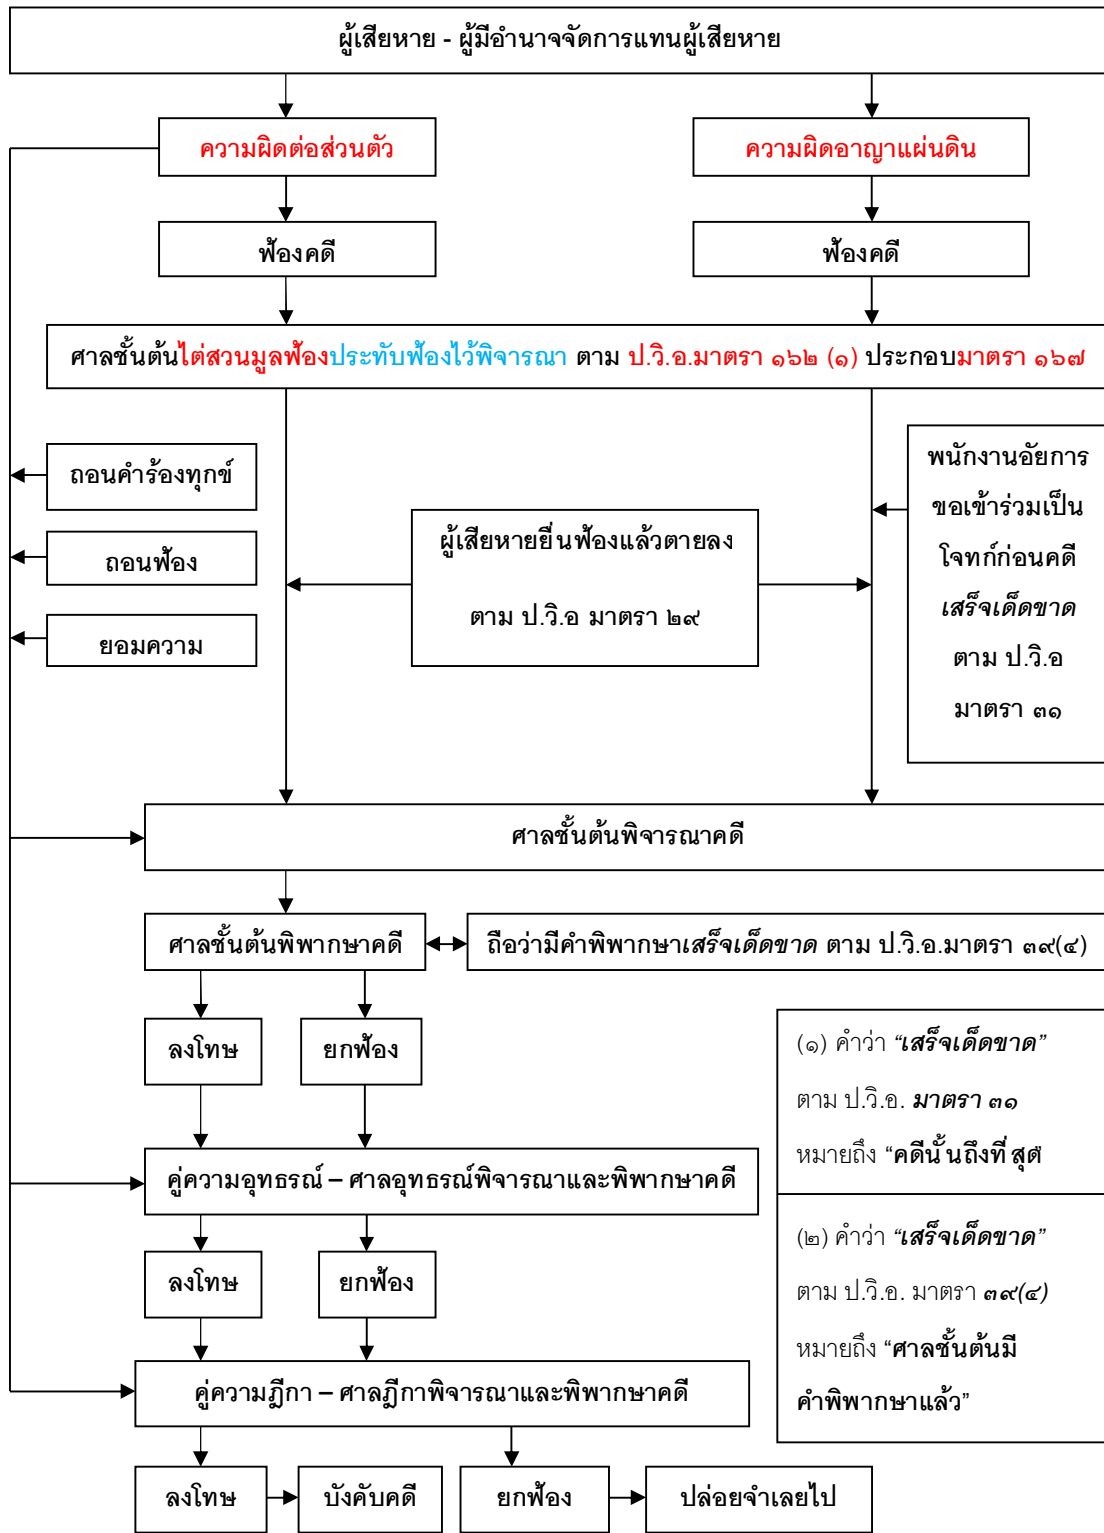 ผู้เสียหาย - ผู้มีอำนาจจัดการแทนผู้เสียหาย
ความผิดต่อส่วนตัว
ความผิดอาญาแผ่นดิน
ฟ้องคดี
ฟ้องคดี
ศาลชั้นต้นไต่สวนมูลฟ้องประทับฟ้องไว้พิจารณา ตาม ป.วิ.อ.มาตรา ๑๖๒ (๑) ประกอบมาตรา ๑๖๗
ถอนคำร้องทุกข์
ถอนฟ้อง
ยอมความ
ผู้เสียหายยื่นฟ้องแล้วตายลง
ตาม ป.วิ.อ มาตรา ๒๙
พนักงานอัยการ
ขอเข้าร่วมเป็น
โจทก์ก่อนคดี
เสร็จเด็ดขาด
ตาม ป.วิ.อ
มาตรา ๓๑
ศาลชั้นต้นพิจารณาคดี
ศาลชั้นต้นพิพากษาคดี
ถือว่ามีคำพิพากษาเสร็จเด็ดขาด ตาม ป.วิ.อ.มาตรา ๓๙(๔)
ลงโทษ
ยกฟ้อง
คู่ความอุทธรณ์ – ศาลอุทธรณ์พิจารณาและพิพากษาคดี
ลงโทษ
ยกฟ้อง
คู่ความฎีกา – ศาลฎีกาพิจารณาและพิพากษาคดี
ลงโทษ
บังคับคดี
ยกฟ้อง
ปล่อยจำเลยไป
(๑) คำว่า “เสร็จเด็ดขาด”
ตาม ป.วิ.อ. มาตรา ๓๑
หมายถึง “คดีนั้นถึงที่สุด
(๒) คำว่า “เสร็จเด็ดขาด”
ตาม ป.วิ.อ. มาตรา ๓๙(๔)
หมายถึง “ศาลชั้นต้นมี
คำพิพากษาแล้ว”